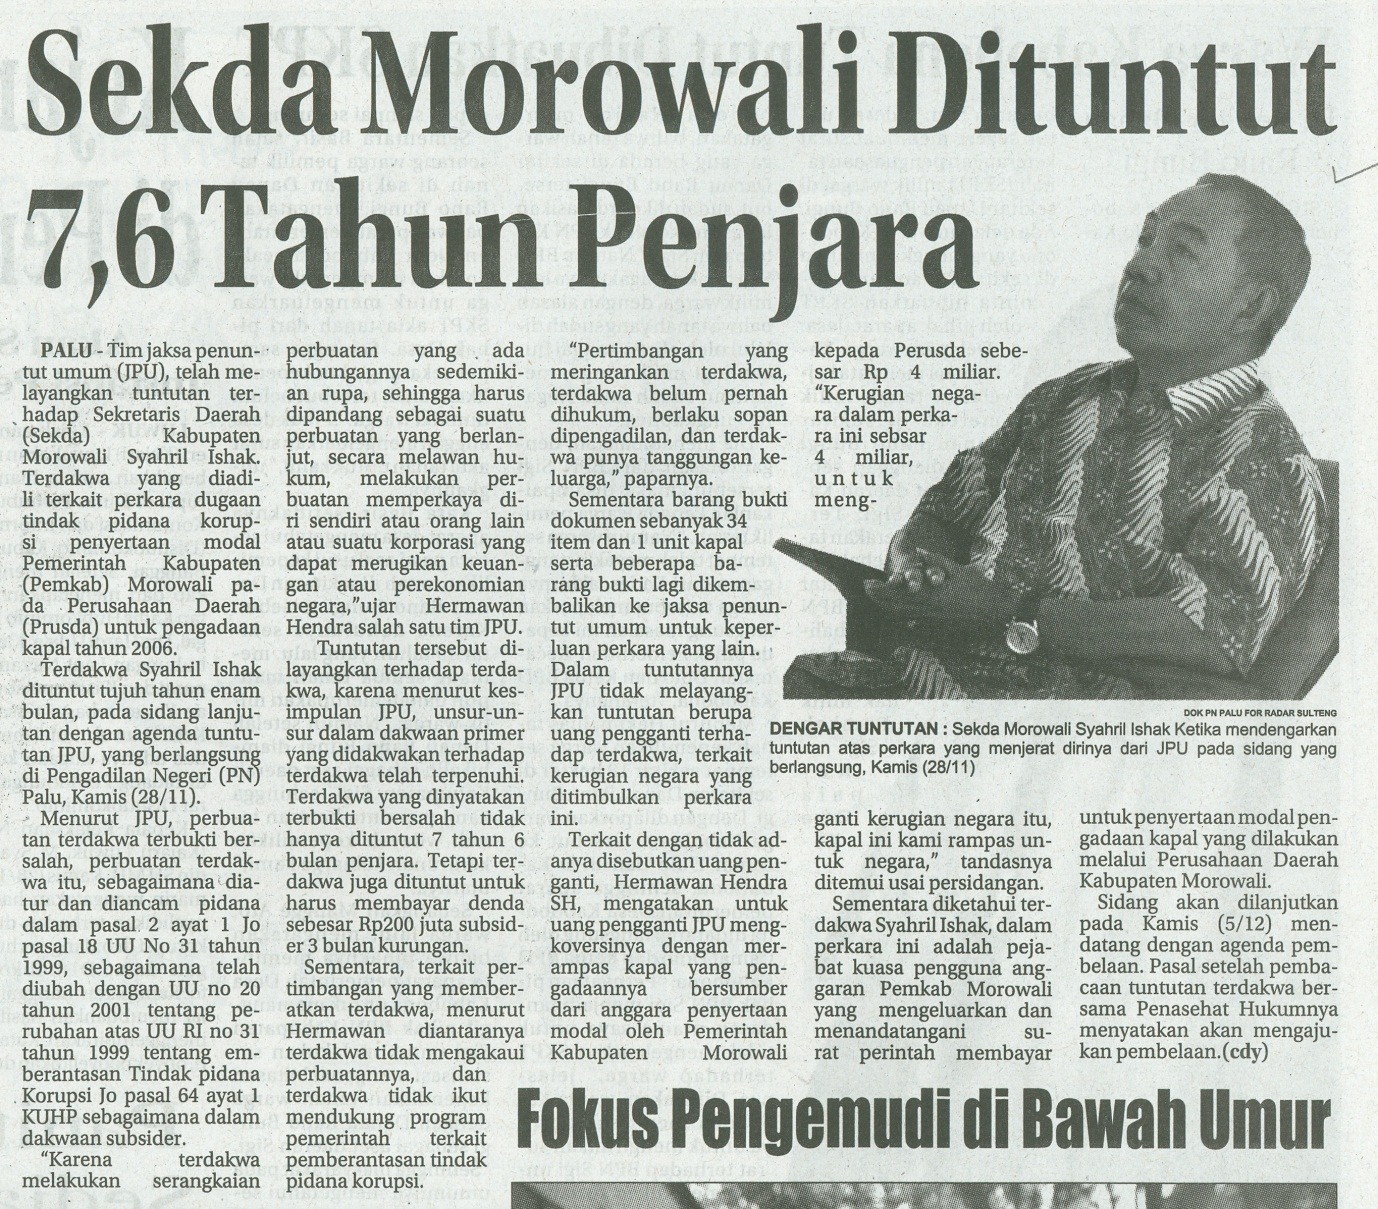 Sekda Morowali Dituntut
7,6 Tahun Penjara
PALU - Tim jaksa penun-
tut umum (JPU), telah me-
layangkan tuntutan ter-
hadap Sekretaris Daerah
(Sekda) Kabupaten
Morowali Syahril Ishak.
Terdakwa yang diadi-
li terkait perkara dugaan
tindak pidana korup-
si penyertaan modal
Pemerintah Kabupaten
(Pemkab) Morowali pa-
da Perusahaan Daerah
(Prusda) untuk pengadaan
kapal tahun 2006.
Terdakwa Syahril Ishak
dituntut tujuh tahun enam
bulan, pada sidang lanju-
tan dengan agenda tuntu-
tan JPU, yang berlangsung
di Pengadilan Negeri (PN)
Palu, Kamis (28/11).
Menurut JPU, perbua-
tan terdakwa terbukti ber-
salah, perbuatan terdak-
wa itu, sebagaimana dia-
tur dan diancam pidana
dalam pasal 2 ayat 1 Jo
pasal 18 UU No 31 tahun
1999, sebagaimana telah
diubah dengan UU no 20
tahun 2001 tentang pe-
rubahan atas UU RI no 31
tahun 1999 tentang em-
berantasan Tindak pidana
Korupsi Jo pasal 64 ayat 1
KUHP sebagaimana dalam
dakwaan subsider.
“Karena terdakwa
melakukan serangkaian
perbuatan yang ada
hubungannya sedemiki-
an rupa, sehingga harus
dipandang sebagai suatu
perbuatan yang berlan-
jut, secara melawan hu-
kum, melakukan per-
buatan memperkaya di-
ri sendiri atau orang lain
atau suatu korporasi yang
dapat merugikan keuan-
gan atau perekonomian
negara,”ujar Hermawan
Hendra salah satu tim JPU.
Tuntutan tersebut di-
layangkan terhadap terda-
kwa, karena menurut kes-
impulan JPU, unsur-un-
sur dalam dakwaan primer
yang didakwakan terhadap
terdakwa telah terpenuhi.
Terdakwa yang dinyatakan
terbukti bersalah tidak
hanya dituntut 7 tahun 6
bulan penjara. Tetapi ter-
dakwa juga dituntut untuk
harus membayar denda
sebesar Rp200 juta subsid-
er 3 bulan kurungan.
Sementara, terkait per-
timbangan yang member-
atkan terdakwa, menurut
Hermawan diantaranya
terdakwa tidak mengakaui
perbuatannya, dan
terdakwa tidak ikut
mendukung program
pemerintah terkait
pemberantasan tindak
pidana korupsi.
“Pertimbangan yang
meringankan terdakwa,
terdakwa belum pernah
dihukum, berlaku sopan
dipengadilan, dan terdak-
wa punya tanggungan ke-
luarga,” paparnya.
Sementara barang bukti
dokumen sebanyak 34
item dan 1 unit kapal
serta beberapa ba-
rang bukti lagi dikem-
balikan ke jaksa penun-
tut umum untuk keper-
luan perkara yang lain.
Dalam tuntutannya
JPU tidak melayang-
kan tuntutan berupa
uang pengganti terha-
dap terdakwa, terkait
kerugian negara yang
ditimbulkan perkara
ini.
Terkait dengan tidak ad-
anya disebutkan uang pen-
ganti, Hermawan Hendra
SH, mengatakan untuk
uang pengganti JPU meng-
koversinya dengan mer-
ampas kapal yang pen-
gadaannya bersumber
dari anggara penyertaan
modal oleh Pemerintah
Kabupaten Morowali
kepada Perusda sebe-
sar Rp 4 miliar.
“Kerugian nega-
ra dalam perka-
ra ini sebsar
4 miliar,
untuk
meng-
ganti kerugian negara itu,
kapal ini kami rampas un-
tuk negara,” tandasnya
ditemui usai persidangan.
Sementara diketahui ter-
dakwa Syahril Ishak, dalam
perkara ini adalah peja-
bat kuasa pengguna ang-
garan Pemkab Morowali
yang mengeluarkan dan
menandatangani su-
rat perintah membayar
untuk penyertaan modal pen-
gadaan kapal yang dilakukan
melalui Perusahaan Daerah
Kabupaten Morowali.
Sidang akan dilanjutkan
pada Kamis (5/12) men-
datang dengan agenda pem-
belaan. Pasal setelah pemba-
caan tuntutan terdakwa ber-
sama Penasehat Hukumnya
menyatakan akan mengaju-
kan pembelaan.(cdy)
DOK PN PALU FOR RADAR SULTENG
DENGAR TUNTUTAN : Sekda Morowali Syahril Ishak Ketika mendengarkan
tuntutan atas perkara yang menjerat dirinya dari JPU pada sidang yang
berlangsung, Kamis (28/11)
Fokus Pengemudi di Bawah Umur